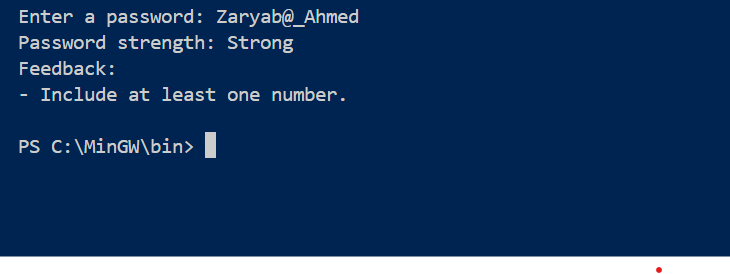 Enter a password: Zaryab@_Ahmed
Password strength: Strong
Feedback:
- Include at least one number.
PS C:\MinGW\bin>